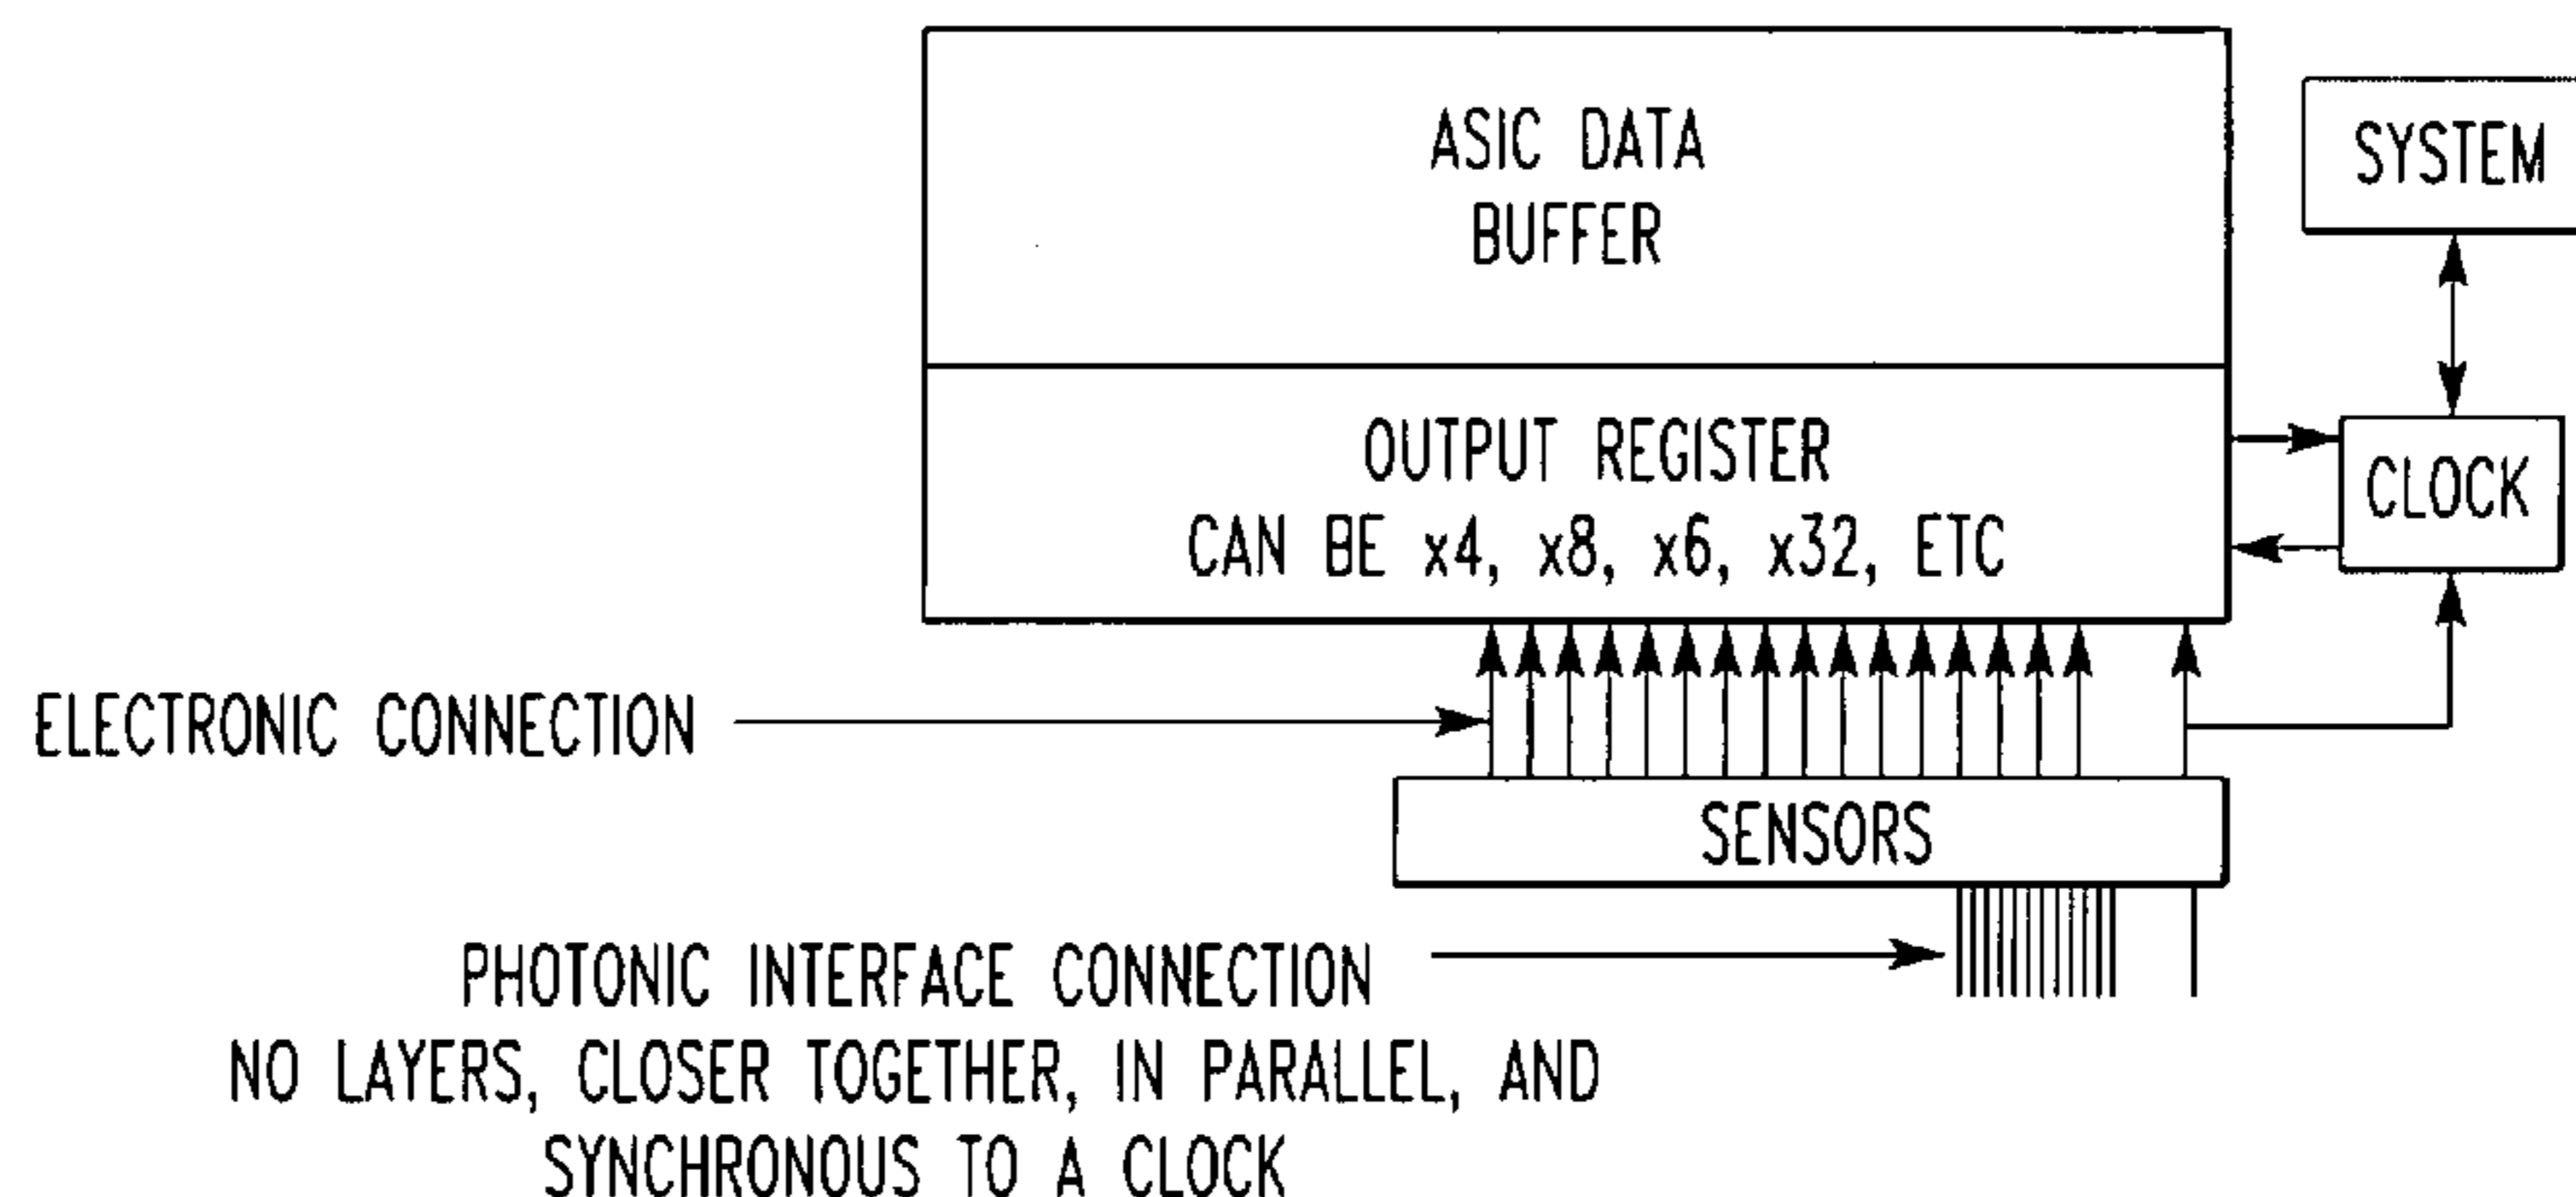 ASIC DATA
BUFFER
SYSTEM
OUTPUT REGISTER
CAN BE x4, x8, x6, x32, ETC
CLOCK
ELECTRONIC CONNECTION
SENSORS
PHOTONIC INTERFACE CONNECTION
NO LAYERS, CLOSER TOGETHER, IN PARALLEL, AND
SYNCHRONOUS TO A CLOCK